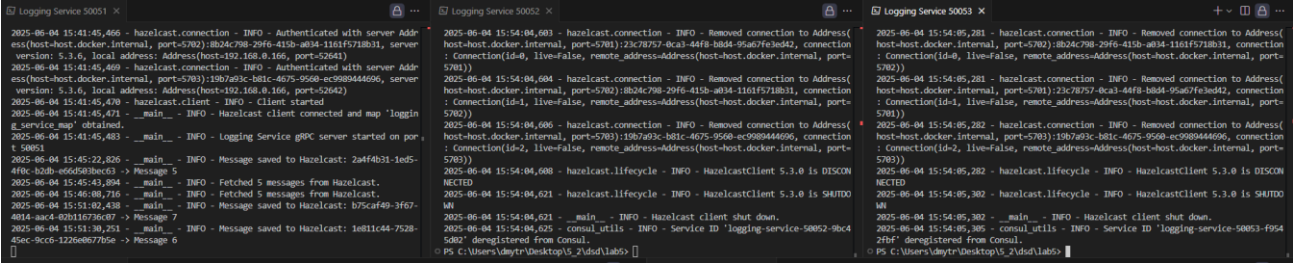 Logging Service 50051
2025-06-04 15:41:45,466 - hazelcast.connection - INFO - Authenticated with server Addr
ess(host=host.docker.internal, port=5702):8b24c798-29f6-415b-a034-1161f5718b31, server
version: 5.3.6, local address: Address(host=192.168.0.166, port=52641)
2025-06-04 15:41:45,469 - hazelcast.connection - INFO - Authenticated with server Addr
ess(host=host.docker.internal, port=5703):19b7a93c-b81c-4675-9560-ec9989444696, server
version: 5.3.6, local address: Address(host=192.168.0.166, port=52642)
2025-06-04 15:41:45,470 - hazelcast.client - INFO - Client started
2025-06-04 15:41:45,471 - __main__ - INFO - Hazelcast client connected and map 'loggin
g_service_map' obtained.
2025-06-04 15:41:45,483 - __main__ - INFO - Logging Service gRPC server started on por
t 50051
2025-06-04 15:45:22,826 - __main__ - INFO - Message saved to Hazelcast: 2a4f4b31-1ed5-
4f0c-b2db-e66d503bec63 -> Message 5
2025-06-04 15:45:43,894 - __main__ - INFO - Fetched 5 messages from Hazelcast.
2025-06-04 15:46:08,716 - __main__ - INFO - Fetched 5 messages from Hazelcast.
2025-06-04 15:51:02,438 - __main__ - INFO - Message saved to Hazelcast: b75caf49-3f67-
4014-aac4-02b116736c07 -> Message 7
2025-06-04 15:51:30,251 - __main__ - INFO - Message saved to Hazelcast: 1e811c44-7528-
45ec-9cc6-1226e0677b5e -> Message 6
Logging Service 50052
2025-06-04 15:54:04,603 - hazelcast.connection - INFO - Removed connection to Address(
host=host.docker.internal, port=5701):23c78757-0ca3-44f8-b8d4-95a67fe3ed42, connection
: Connection(id=0, live=False, remote_address=Address(host=host.docker.internal, port=
5701))
2025-06-04 15:54:04,604 - hazelcast.connection - INFO - Removed connection to Address(
host=host.docker.internal, port=5702):8b24c798-29f6-415b-a034-1161f5718b31, connection
: Connection(id=1, live=False, remote_address=Address(host=host.docker.internal, port=
5702))
2025-06-04 15:54:04,606 - hazelcast.connection - INFO - Removed connection to Address(
host=host.docker.internal, port=5703):19b7a93c-b81c-4675-9560-ec9989444696, connection
: Connection(id=2, live=False, remote_address=Address(host=host.docker.internal, port=
5703))
2025-06-04 15:54:04,608 - hazelcast.lifecycle - INFO - HazelcastClient 5.3.0 is DISCON
NECTED
2025-06-04 15:54:04,621 - hazelcast.lifecycle - INFO - HazelcastClient 5.3.0 is SHUTDO
WN
2025-06-04 15:54:04,621 - __main__ - INFO - Hazelcast client shut down.
2025-06-04 15:54:04,625 - consul_utils - INFO - Service ID 'logging-service-50052-9bc4
5d02' deregistered from Consul.
PS C:\Users\dmytr\Desktop\5_2\dsd\lab5>
Logging Service 50053
2025-06-04 15:54:05,281 - hazelcast.connection - INFO - Removed connection to Address(
host=host.docker.internal, port=5702):8b24c798-29f6-415b-a034-1161f5718b31, connection
: Connection(id=0, live=False, remote_address=Address(host=host.docker.internal, port=
5702))
2025-06-04 15:54:05,281 - hazelcast.connection - INFO - Removed connection to Address(
host=host.docker.internal, port=5701):23c78757-0ca3-44f8-b8d4-95a67fe3ed42, connection
: Connection(id=1, live=False, remote_address=Address(host=host.docker.internal, port=
5701))
2025-06-04 15:54:05,282 - hazelcast.connection - INFO - Removed connection to Address(
host=host.docker.internal, port=5703):19b7a93c-b81c-4675-9560-ec9989444696, connection
: Connection(id=2, live=False, remote_address=Address(host=host.docker.internal, port=
5703))
2025-06-04 15:54:05,282 - hazelcast.lifecycle - INFO - HazelcastClient 5.3.0 is DISCON
NECTED
2025-06-04 15:54:05,302 - hazelcast.lifecycle - INFO - HazelcastClient 5.3.0 is SHUTDO
WN
2025-06-04 15:54:05,302 - __main__ - INFO - Hazelcast client shut down.
2025-06-04 15:54:05,305 - consul_utils - INFO - Service ID 'logging-service-50053-f954
2fbf' deregistered from Consul.
PS C:\Users\dmytr\Desktop\5_2\dsd\lab5>